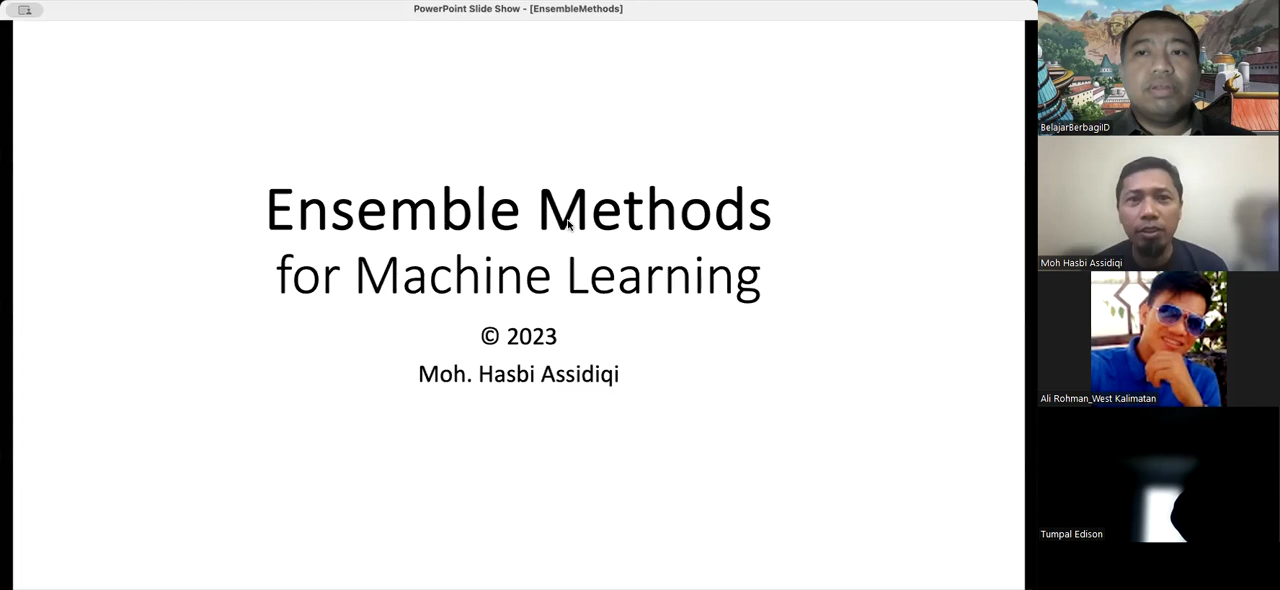 PowerPoint Slide Show - [EnsembleMethods]
Ensemble Methods
for Machine Learning
© 2023
Moh. Hasbi Assidiqi
BelajarBerbagiID
Moh Hasbi Assidiqi
Ali Rohman_West Kalimatan
Tumpal Edison